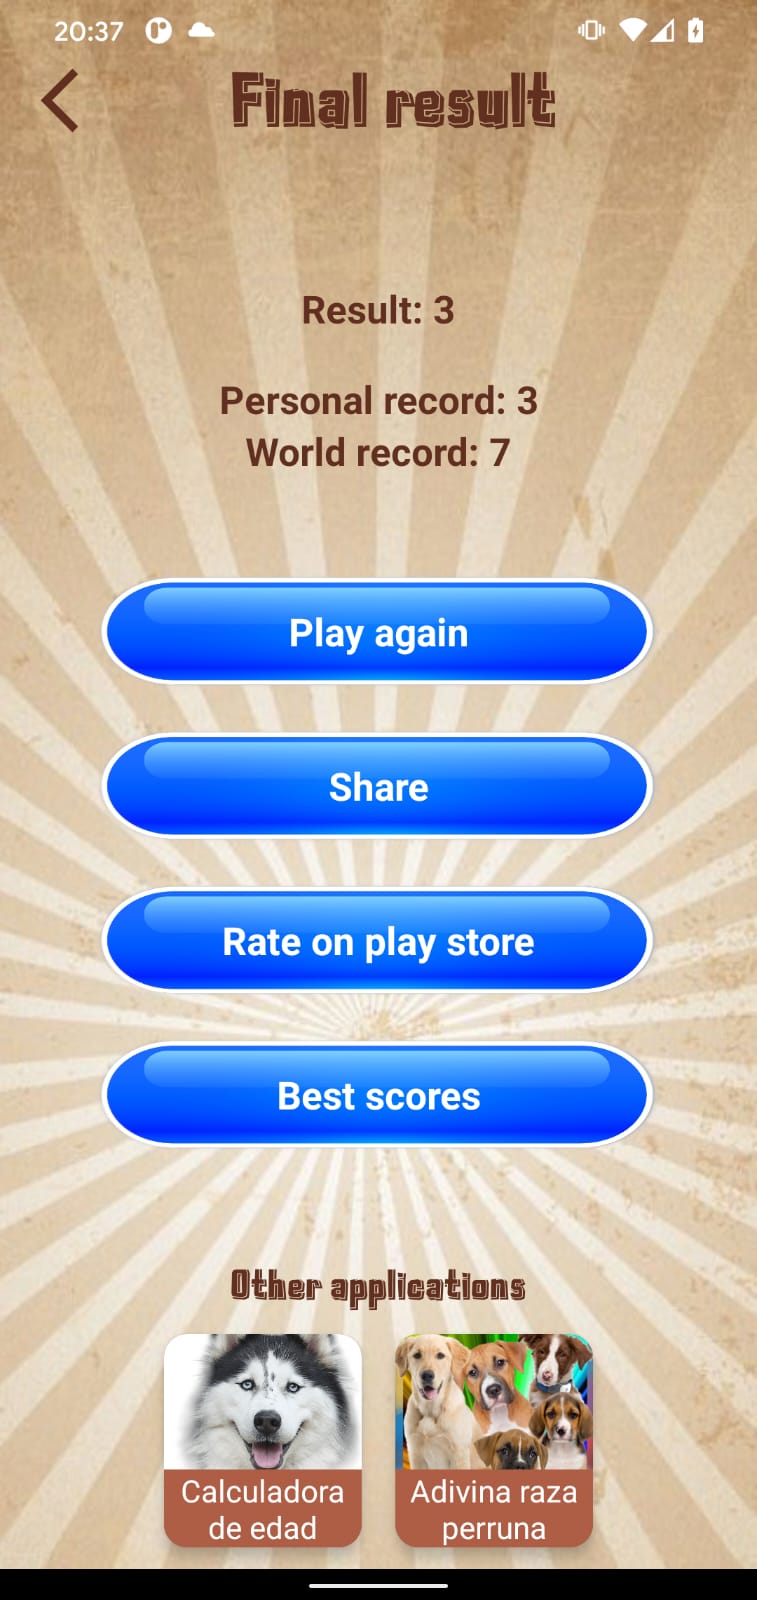 20:37
Final result
Result: 3
Personal record: 3
World record: 7
Play again
Share
Rate on play store
Best scores
Other applications
Calculadora
de edad
Adivina raza
perruna